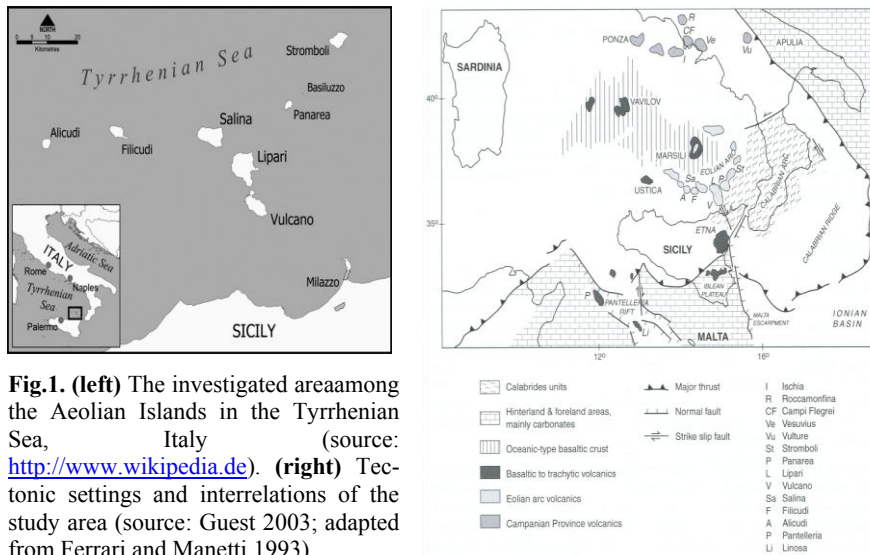 NORTH
0 10 20
Kilometres
Tyrrhenian Sea
Stromboli
Basiluzzo
Panarea
Salina
Alicudi
Filicudi
Lipari
Vulcano
Milazzo
SICILY
ITALY
Adriatic Sea
Rome
Naples
Tyrrhenian
Sea
Palermo
Fig.1. (left) The investigated areaamong
the Aeolian Islands in the Tyrrhenian
Sea, Italy (source:
http://www.wikipedia.de). (right) Tec-
tonic settings and interrelations of the
study area (source: Guest 2003; adapted
from Ferrari and Manetti 1993)
R
CF
PONZA
Ve
I
Vu
APULIA
SARDINIA
40°
VAVILOV
MARSILI
EOLIAN ARC
St
USTICA
Sa
L P
A F
V
CALABRIAN ARC
35°
ETNA
SICILY
CALABRIAN RIDGE
IBLEAN
PLATEAU
P
PANTELLERIA
RIFT
Li
MALTA
MALTA
ESCARPMENT
IONIAN
BASIN
12° 16°
Calabrides units
Hinterland & foreland areas,
mainly carbonates
Oceanic-type basaltic crust
Basaltic to trachytic volcanics
Eolian arc volcanics
Campanian Province volcanics
Major thrust
Normal fault
Strike slip fault
I Ischia
R Roccamonfina
CF Campi Flegrei
Ve Vesuvius
Vu Vulture
St Stromboli
P Panarea
L Lipari
V Vulcano
Sa Salina
F Filicudi
A Alicudi
P Pantelleria
Li Linosa